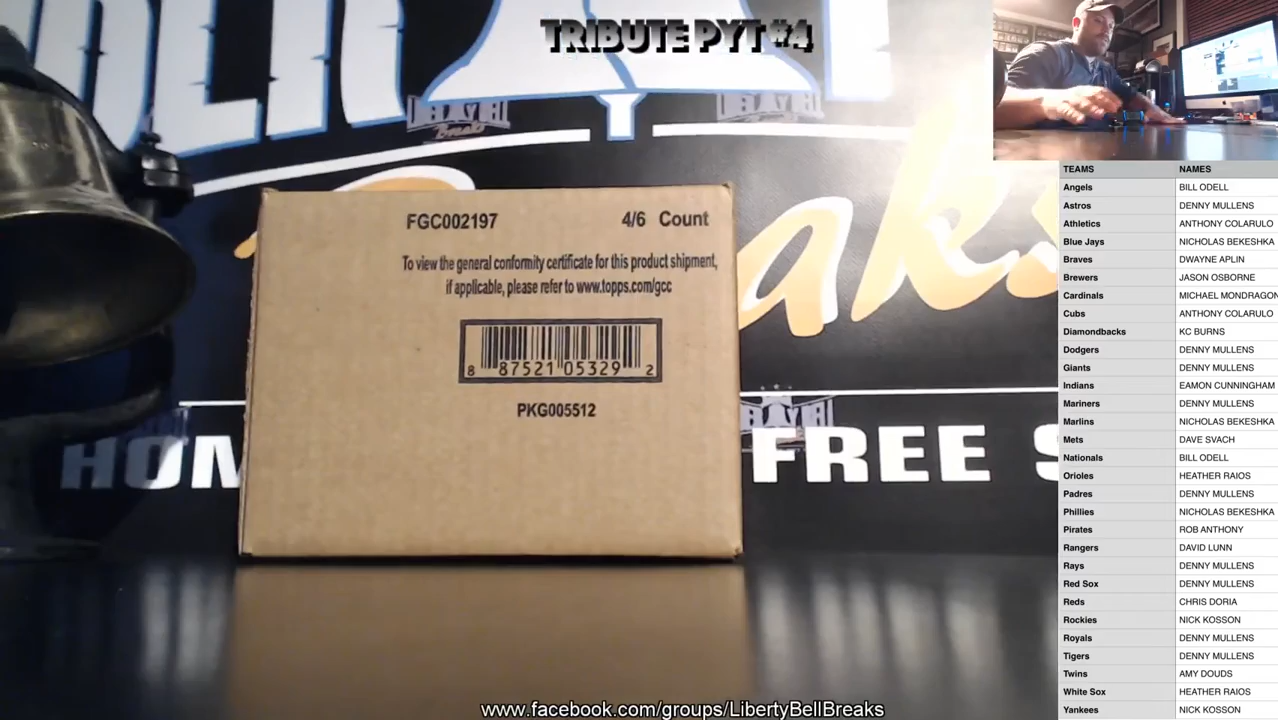 TRIBUTE PYT #4
FGC002197 4/6 Count
To view the general conformity certificate for this product shipment,
if applicable, please refer to www.topps.com/gcc
8 87521 05329 2
PKG005512
HOM
FREE S
www.facebook.com/groups/LibertyBellBreaks
TEAMS NAMES
Angels BILL ODELL
Astros DENNY MULLENS
Athletics ANTHONY COLARULO
Blue Jays NICHOLAS BEKESHKA
Braves DWAYNE APLIN
Brewers JASON OSBORNE
Cardinals MICHAEL MONDRAGON
Cubs ANTHONY COLARULO
Diamondbacks KC BURNS
Dodgers DENNY MULLENS
Giants DENNY MULLENS
Indians EAMON CUNNINGHAM
Mariners DENNY MULLENS
Marlins NICHOLAS BEKESHKA
Mets DAVE SVACH
Nationals BILL ODELL
Orioles HEATHER RAIOS
Padres DENNY MULLENS
Phillies NICHOLAS BEKESHKA
Pirates ROB ANTHONY
Rangers DAVID LUNN
Rays DENNY MULLENS
Red Sox DENNY MULLENS
Reds CHRIS DORIA
Rockies NICK KOSSON
Royals DENNY MULLENS
Tigers DENNY MULLENS
Twins AMY DOUDS
White Sox HEATHER RAIOS
Yankees NICK KOSSON